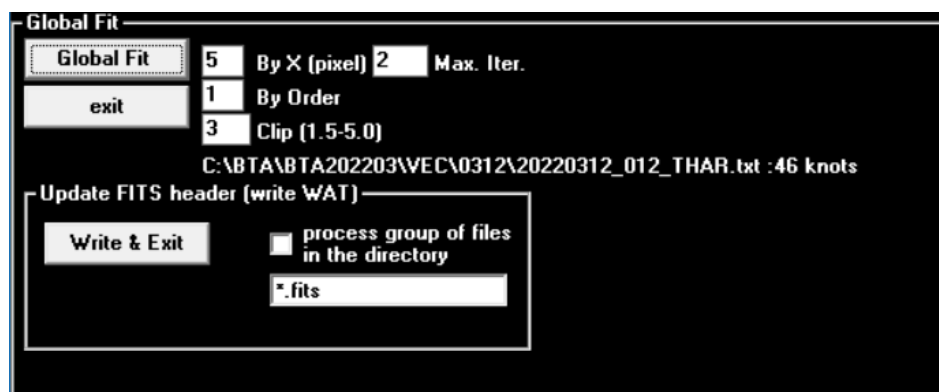 Global Fit
Global Fit 5 By X (pixel) 2 Max. Iter.
exit 1 By Order
3 Clip (1.5-5.0)
C:\BTA\BTA202203\VEC\0312\20220312_012_THAR.txt :46 knots
Update FITS header (write WAT)
Write & Exit process group of files
in the directory
*.fits